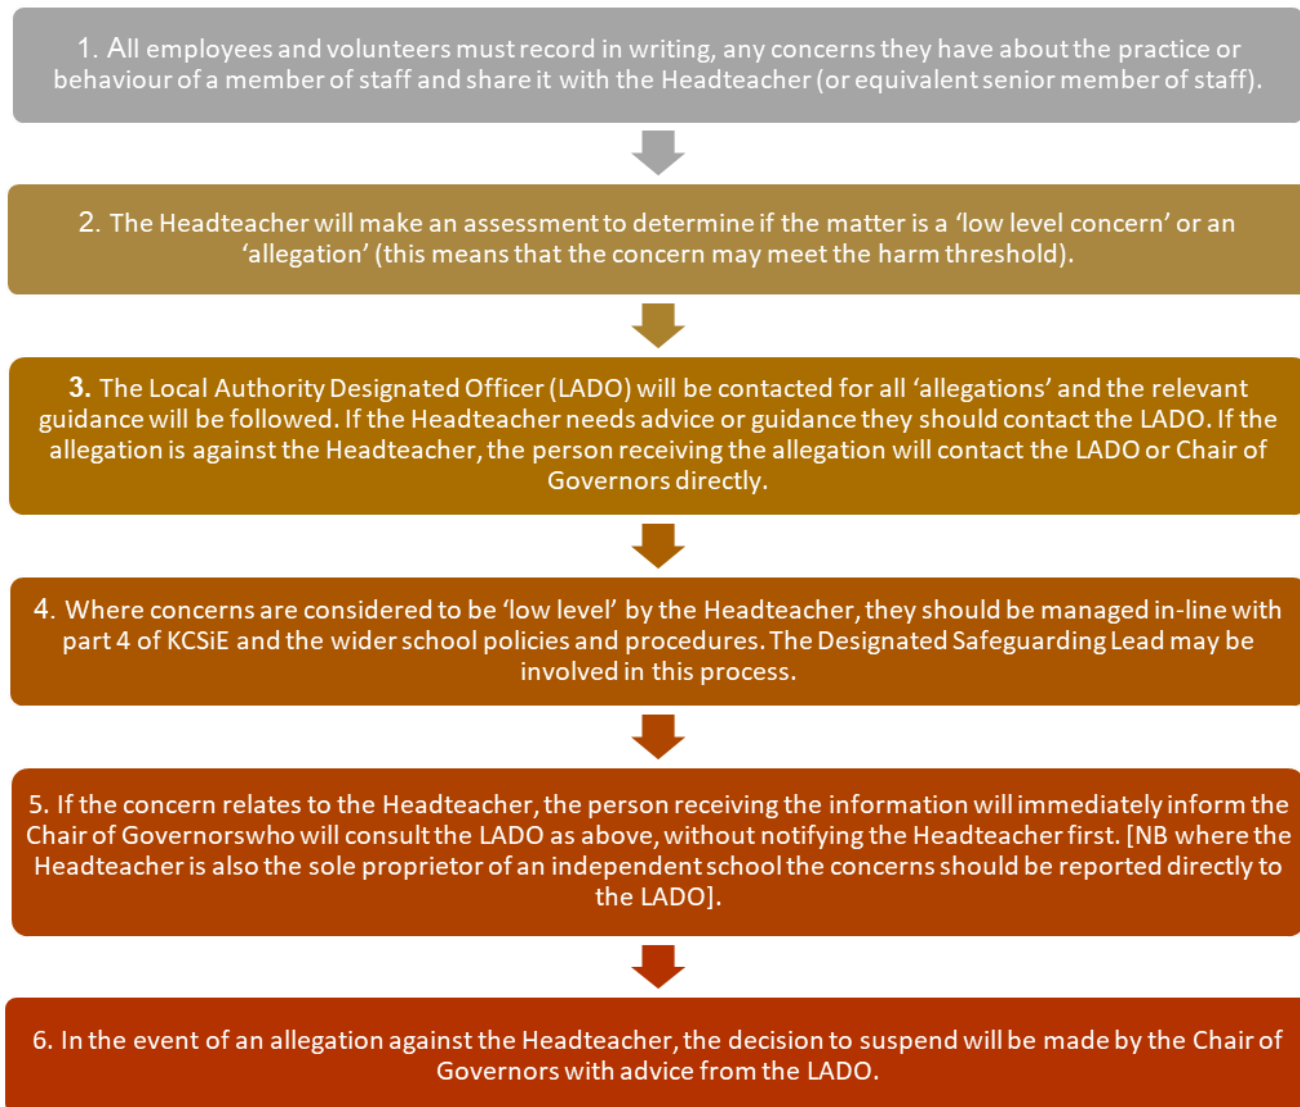 1. All employees and volunteers must record in writing, any concerns they have about the practice or
behaviour of a member of staff and share it with the Headteacher (or equivalent senior member of staff).
2. The Headteacher will make an assessment to determine if the matter is a ‘low level concern’ or an
‘allegation’ (this means that the concern may meet the harm threshold).
3. The Local Authority Designated Officer (LADO) will be contacted for all ‘allegations’ and the relevant
guidance will be followed. If the Headteacher needs advice or guidance they should contact the LADO. If the
allegation is against the Headteacher, the person receiving the allegation will contact the LADO or Chair of
Governors directly.
4. Where concerns are considered to be ‘low level’ by the Headteacher, they should be managed in-line with
part 4 of KCSiE and the wider school policies and procedures. The Designated Safeguarding Lead may be
involved in this process.
5. If the concern relates to the Headteacher, the person receiving the information will immediately inform the
Chair of Governorswho will consult the LADO as above, without notifying the Headteacher first. [NB where the
Headteacher is also the sole proprietor of an independent school the concerns should be reported directly to
the LADO].
6. In the event of an allegation against the Headteacher, the decision to suspend will be made by the Chair of
Governors with advice from the LADO.